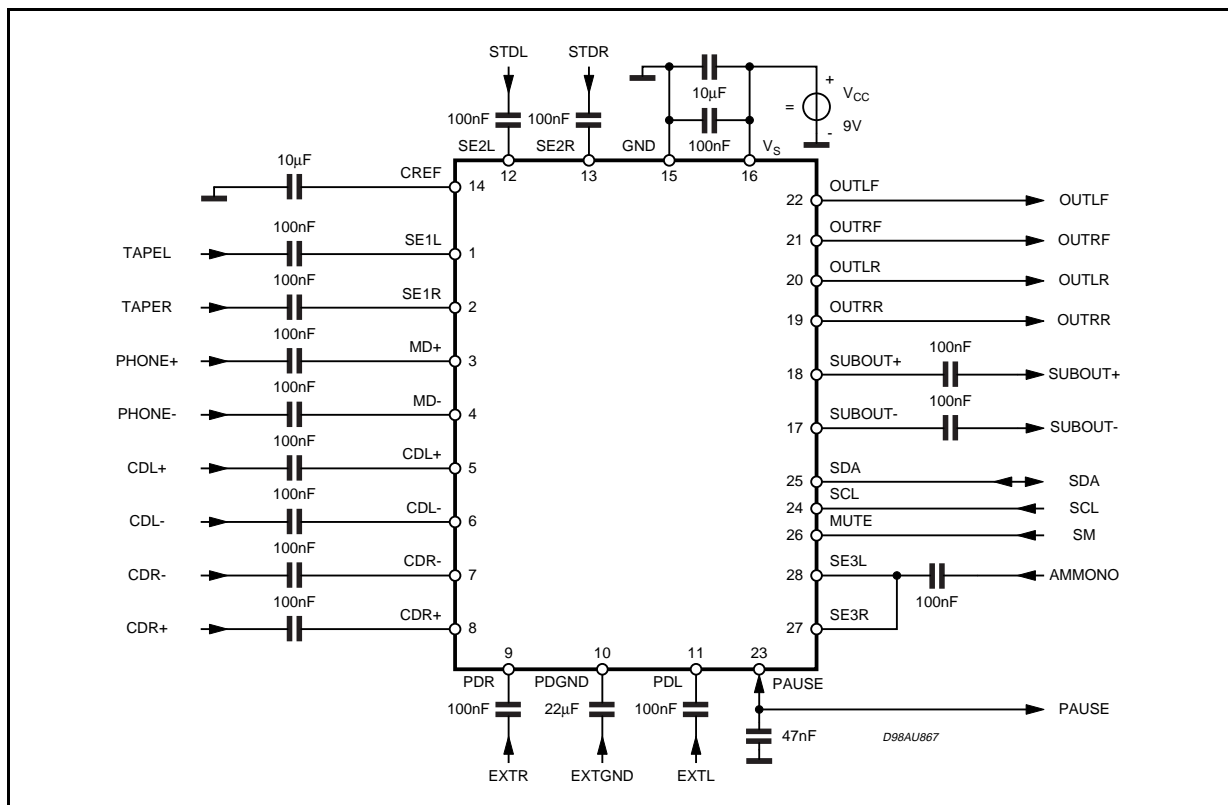 STDL STDR
10µF
+ VCC
=
9V
-
100nF 100nF
SE2L SE2R GND 100nF VS
12 13 15 16
10µF CREF
14
22 OUTLF OUTLF
100nF
TAPEL SE1L 1
21 OUTRF OUTRF
100nF
TAPER SE1R 2
20 OUTLR OUTLR
19 OUTRR OUTRR
100nF
PHONE+ MD+ 3
100nF
18 SUBOUT+ SUBOUT+
100nF
PHONE- MD- 4
100nF
17 SUBOUT- SUBOUT-
100nF
CDL+ CDL+ 5
25 SDA SDA
100nF
CDL- CDL- 6
24 SCL SCL
26 MUTE SM
100nF
CDR- CDR- 7
28 SE3L AMMONO
100nF
100nF
CDR+ CDR+ 8
27 SE3R
9 10 11 23
PDR PDGND PDL PAUSE
100nF 22µF 100nF
PAUSE
47nF D98AU867
EXTR EXTGND EXTL